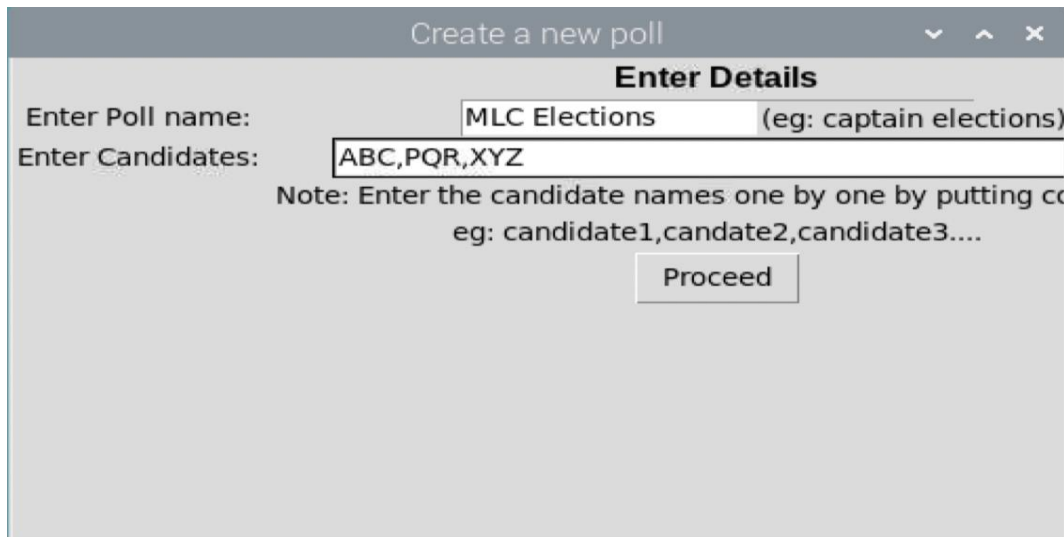 Create a new poll
Enter Details
Enter Poll name: MLC Elections (eg: captain elections)
Enter Candidates: ABC,PQR,XYZ
Note: Enter the candidate names one by one by putting
eg: candidate1,candate2,candidate3....
Proceed